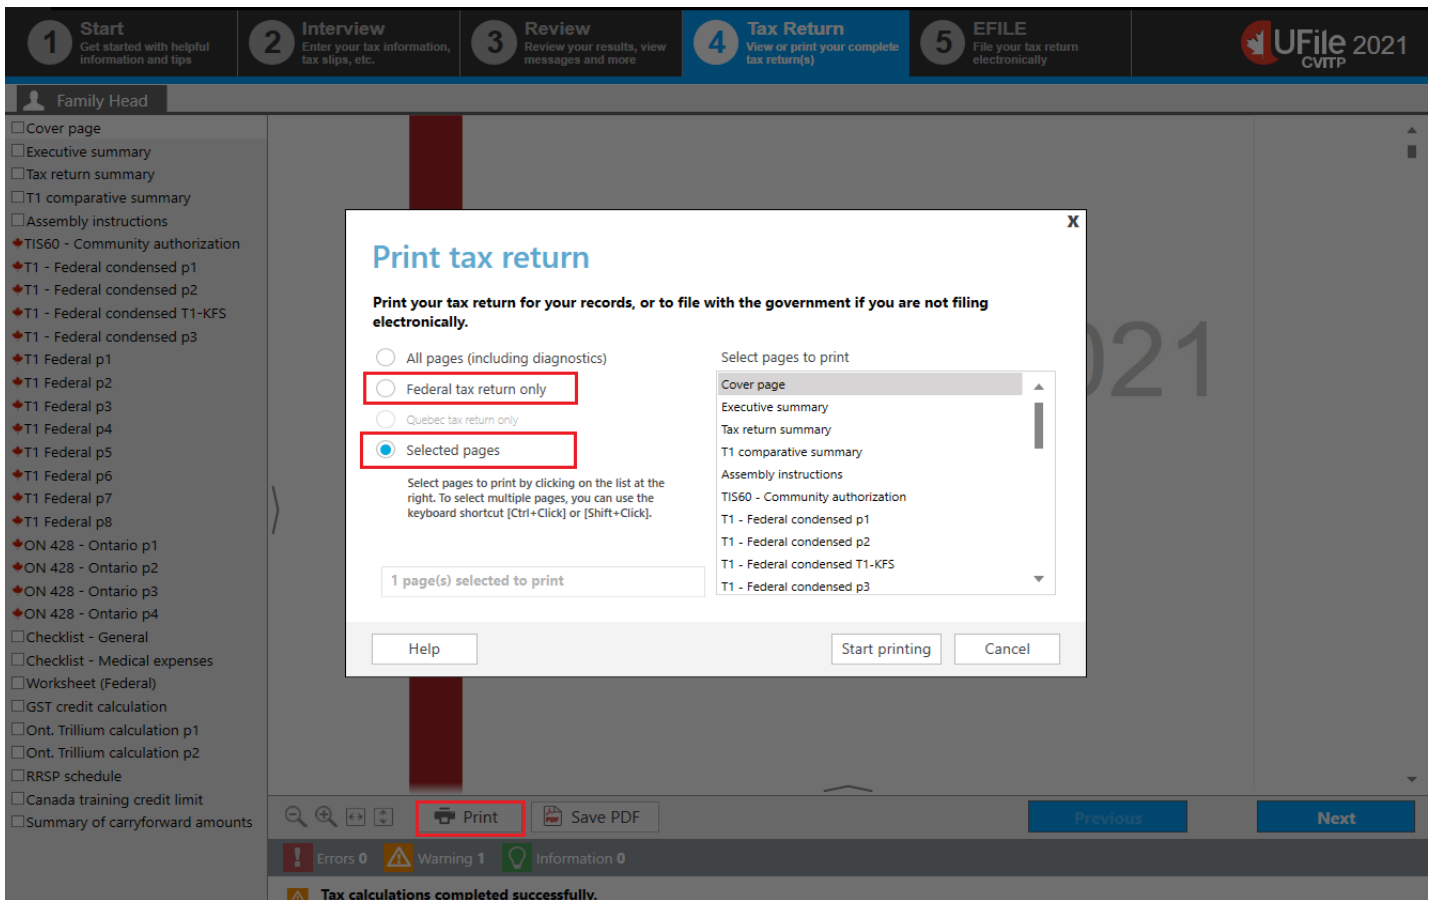 1
Start
Get started with helpful
information and tips
2
Interview
Enter your tax information,
tax slips, etc.
3
Review
Review your results, view
messages and more
4
Tax Return
View or print your complete
tax return(s)
5
EFILE
File your tax return
electronically
UFile 2021
CVITP
Family Head
Cover page
Executive summary
Tax return summary
T1 comparative summary
Assembly instructions
TIS60 - Community authorization
T1 - Federal condensed p1
T1 - Federal condensed p2
T1 - Federal condensed T1-KFS
T1 - Federal condensed p3
T1 Federal p1
T1 Federal p2
T1 Federal p3
T1 Federal p4
T1 Federal p5
T1 Federal p6
T1 Federal p7
T1 Federal p8
ON 428 - Ontario p1
ON 428 - Ontario p2
ON 428 - Ontario p3
ON 428 - Ontario p4
Checklist - General
Checklist - Medical expenses
Worksheet (Federal)
GST credit calculation
Ont. Trillium calculation p1
Ont. Trillium calculation p2
RRSP schedule
Canada training credit limit
Summary of carryforward amounts
021
X
Print tax return
Print your tax return for your records, or to file with the government if you are not filing
electronically.
All pages (including diagnostics)
Federal tax return only
Quebec tax return only
Selected pages
Select pages to print by clicking on the list at the
right. To select multiple pages, you can use the
keyboard shortcut [Ctrl+Click] or [Shift+Click].
1 page(s) selected to print
Select pages to print
Cover page
Executive summary
Tax return summary
T1 comparative summary
Assembly instructions
TIS60 - Community authorization
T1 - Federal condensed p1
T1 - Federal condensed p2
T1 - Federal condensed T1-KFS
T1 - Federal condensed p3
Help
Start printing
Cancel
Print
PDF
Save PDF
Previous
Next
Errors 0
Warning 1
Information 0
Tax calculations completed successfully.